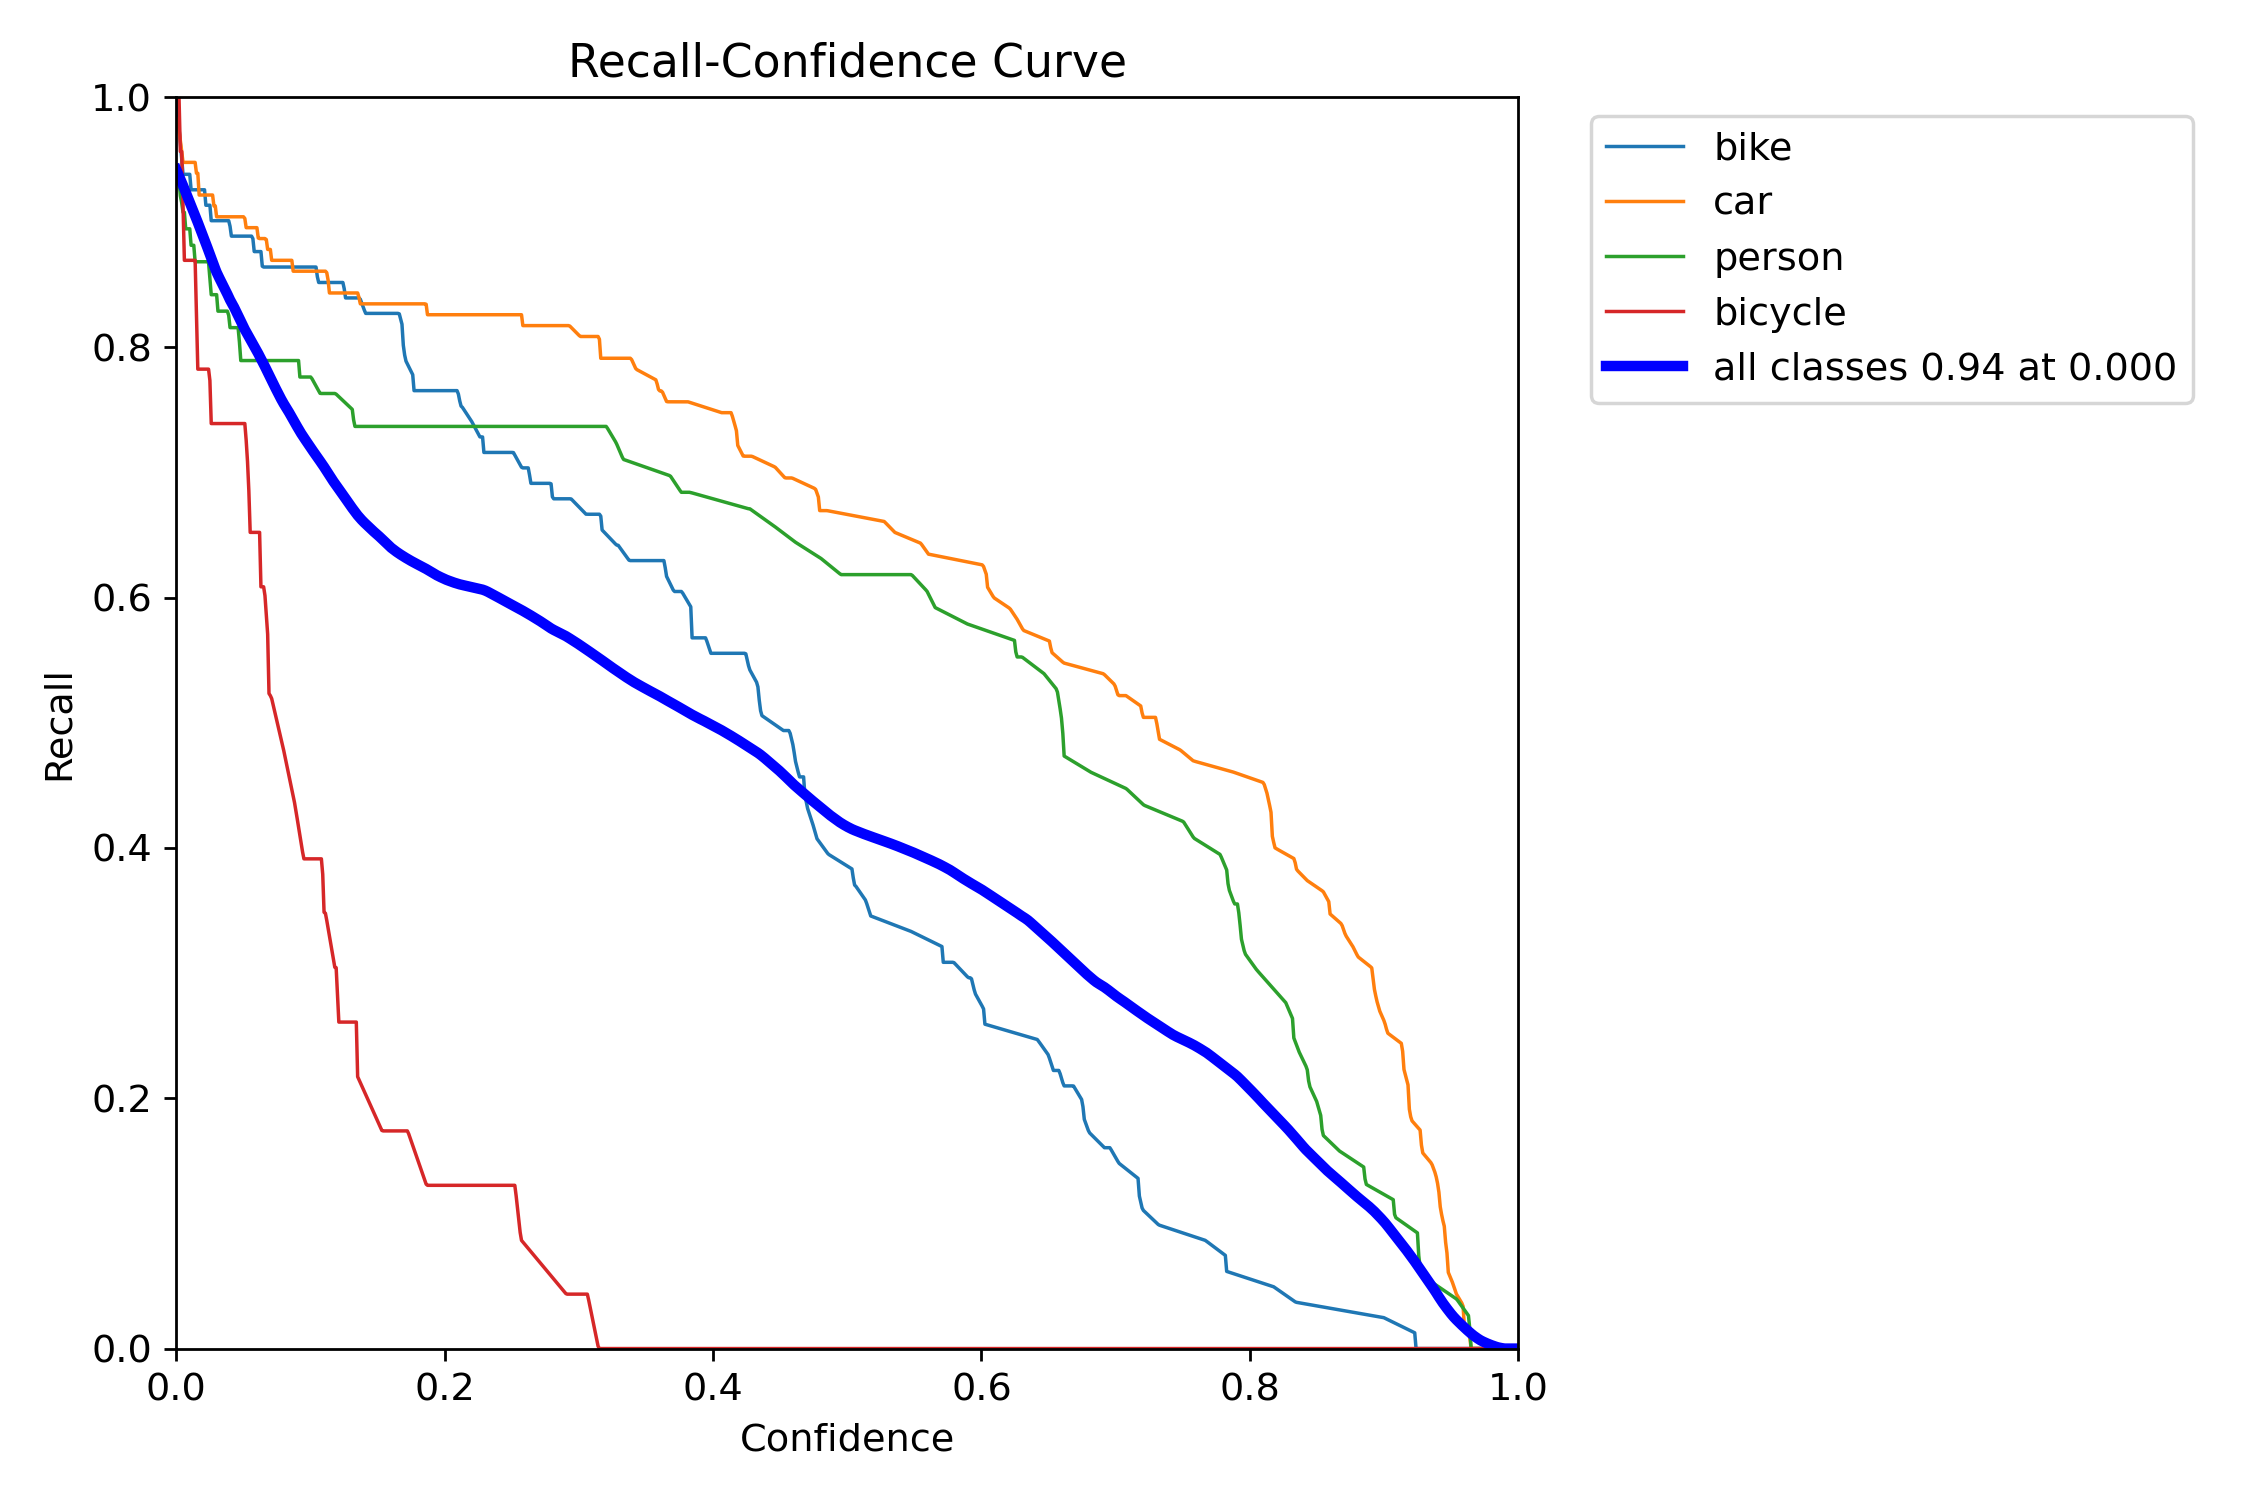 Recall-Confidence Curve
1.0
0.8
0.6
0.4
0.2
0.0
Recall
0.0 0.2 0.4 0.6 0.8 1.0
Confidence
bike
car
person
bicycle
all classes 0.94 at 0.000